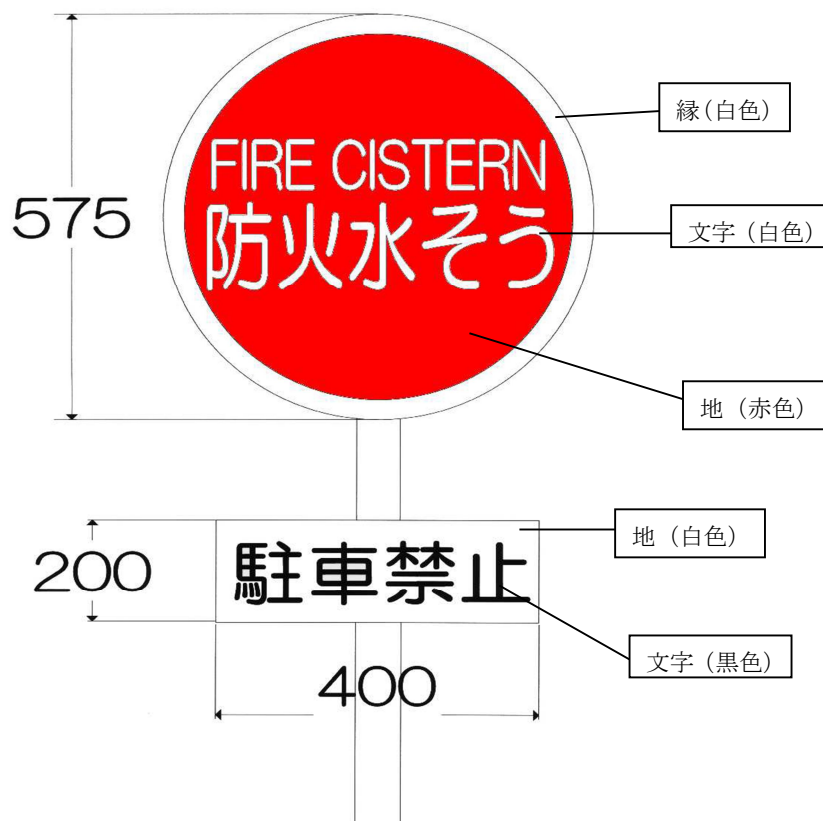 縁(白色)
FIRE CISTERN
575
防火水そう
文字(白色)
地(赤色)
地(白色)
200
駐車禁止
文字(黒色)
400